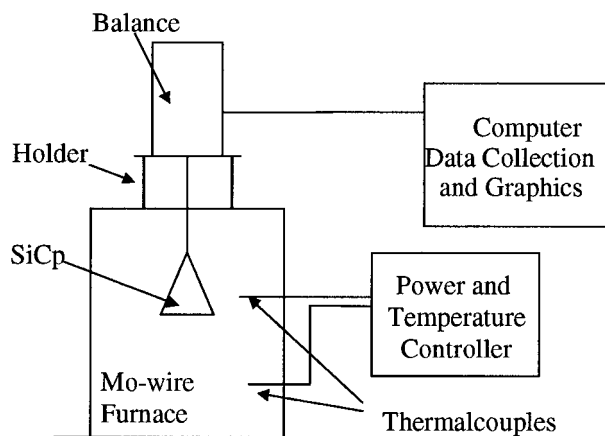 Balance
Computer
Data Collection
and Graphics
Holder
SiCp
Power and
Temperature
Controller
Mo-wire
Furnace
Thermalcouples